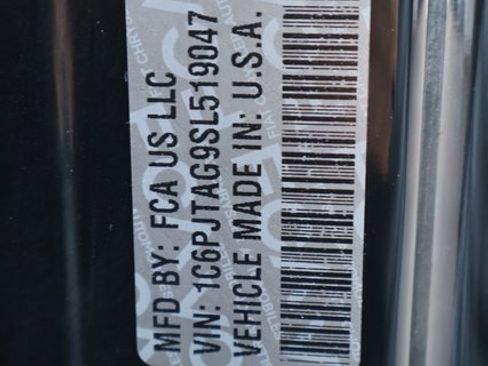 MFD BY: FCA US LLC
VIN: 1C6PJTAG9SL519047
VEHICLE MADE IN: U.S.A.